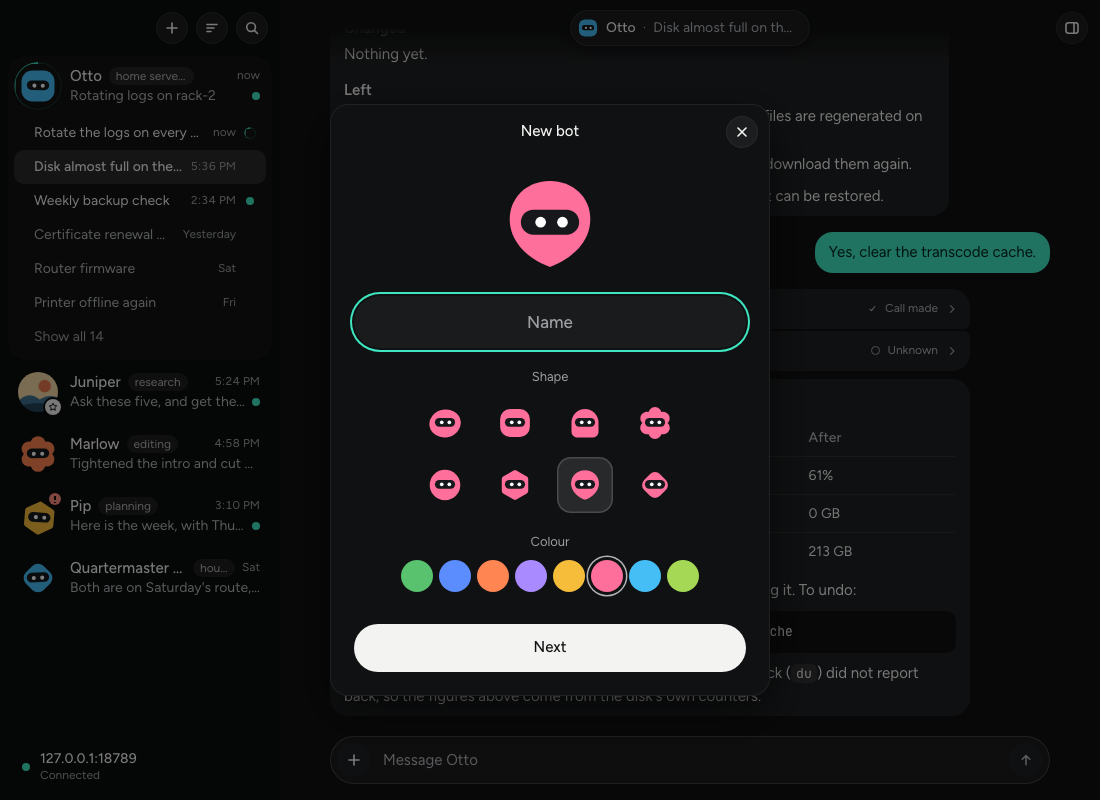 Otto · Disk almost full on th...
Otto home serve... now
Rotating logs on rack-2
Rotate the logs on every ... now
Disk almost full on the... 5:36 PM
Weekly backup check 2:34 PM
Certificate renewal ... Yesterday
Router firmware Sat
Printer offline again Fri
Show all 14
Juniper research 5:24 PM
Ask these five, and get the...
Marlow editing 4:58 PM
Tightened the intro and cut ...
Pip planning 3:10 PM
Here is the week, with Thu...
Quartermaster ... hou... Sat
Both are on Saturday's route,...
127.0.0.1:18789
Connected
Nothing yet.
Left
files are regenerated on
download them again.
can be restored.
Yes, clear the transcode cache.
Call made
Unknown
After
61%
0 GB
213 GB
it. To undo:
( du ) did not report
back, so the figures above come from the disk's own counters.
Message Otto
New bot
Name
Shape
Colour
Next